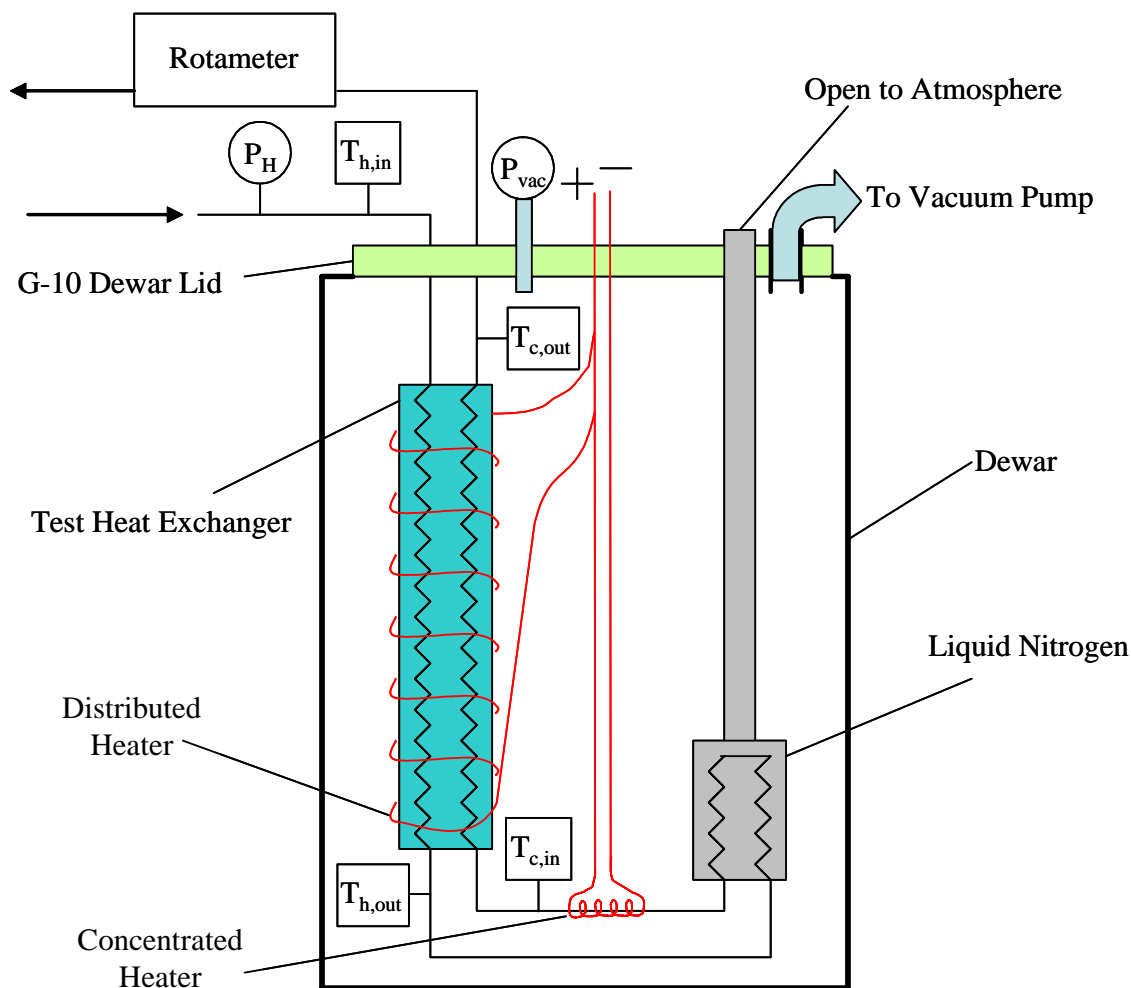 Rotameter
Open to Atmosphere
P_H
T_h,in
P_vac
+
−
To Vacuum Pump
G-10 Dewar Lid
T_c,out
Dewar
Test Heat Exchanger
Liquid Nitrogen
Distributed
Heater
T_c,in
T_h,out
Concentrated
Heater